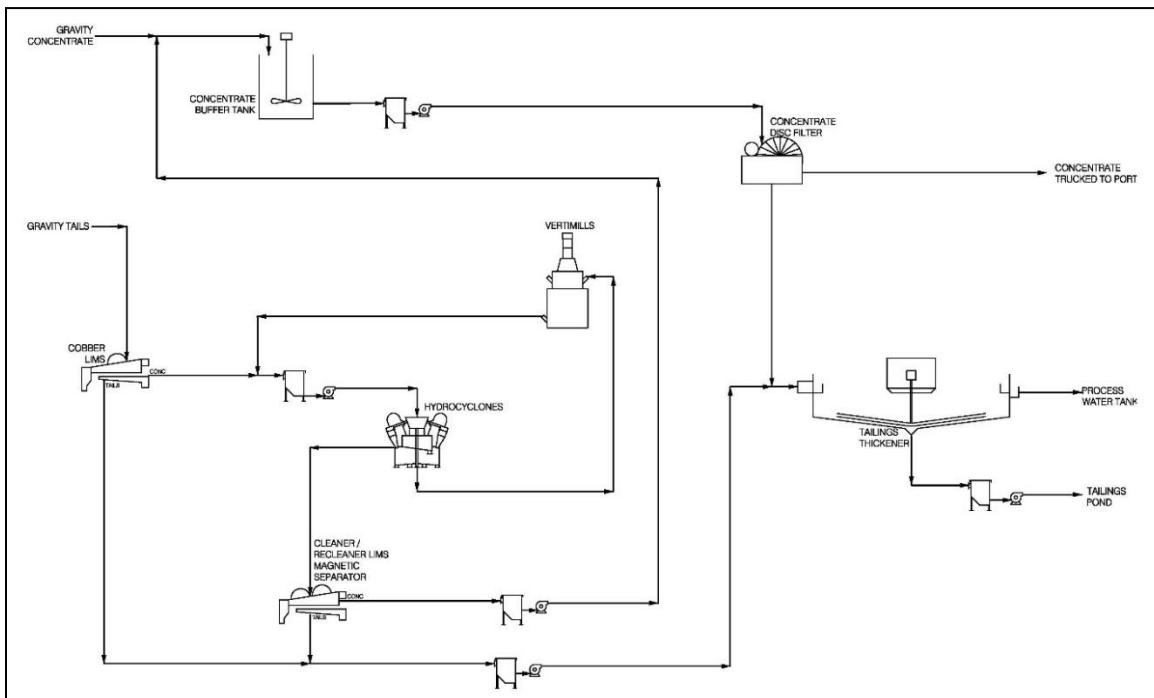 GRAVITY
CONCENTRATE
CONCENTRATE
BUFFER TANK
CONCENTRATE
DISC FILTER
CONCENTRATE
TRUCKED TO PORT
GRAVITY TAILS
VERTIMILLS
COBBER
LIMS
CONC
TAILS
HYDROCYCLONES
PROCESS
WATER TANK
TAILINGS
THICKENER
TAILINGS
POND
CLEANER /
RECLEANER LIMS
MAGNETIC
SEPARATOR
CONC
TAILS